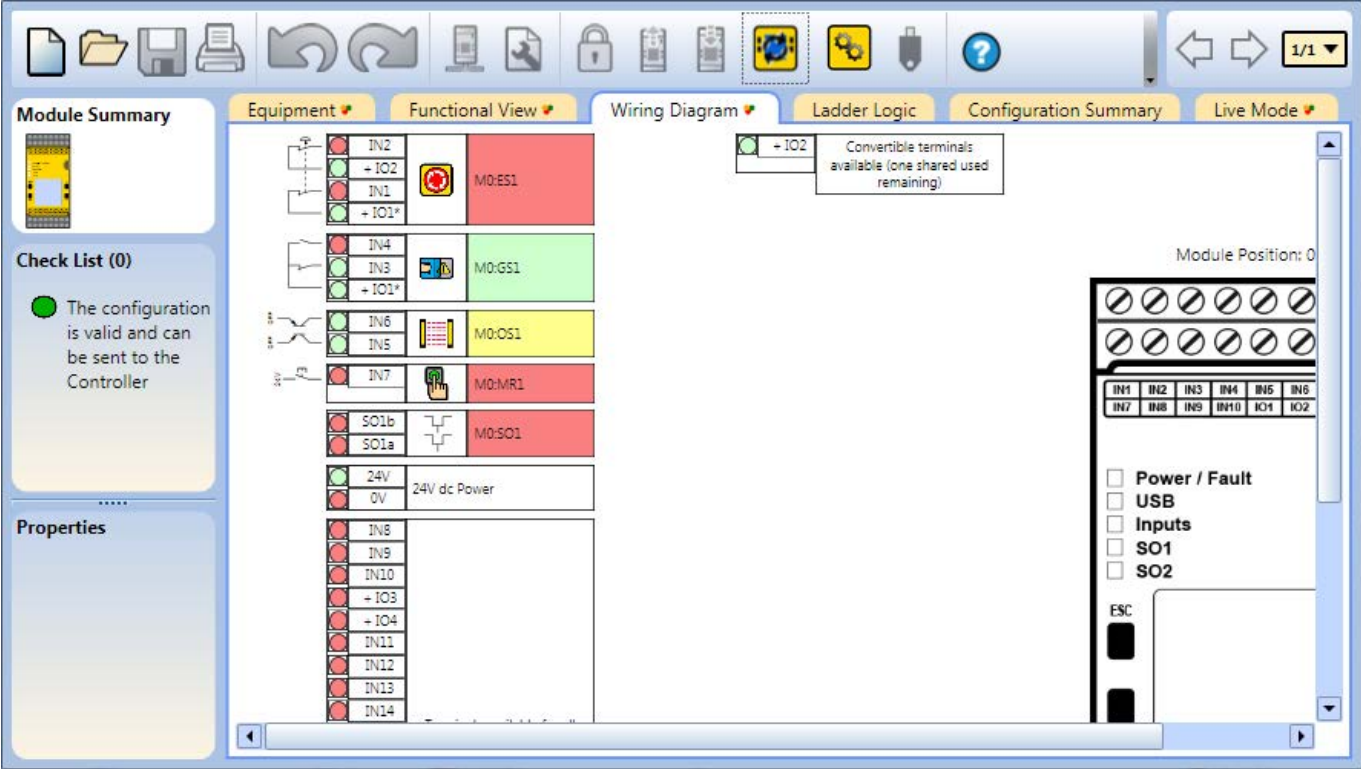 1/1
Module Summary
Equipment
Functional View
Wiring Diagram
Ladder Logic
Configuration Summary
Live Mode
Check List (0)
The configuration
is valid and can
be sent to the
Controller
Properties
IN2
+ IO2
IN1
+ IO1*
M0:ES1
IN4
IN3
+ IO1*
M0:GS1
IN6
IN5
M0:OS1
IN7
M0:MR1
SO1b
SO1a
M0:SO1
24V
0V
24V dc Power
IN8
IN9
IN10
+ IO3
+ IO4
IN11
IN12
IN13
IN14
+ IO2
Convertible terminals
available (one shared used
remaining)
Module Position: 0
IN1 IN2 IN3 IN4 IN5 IN6
IN7 IN8 IN9 IN10 IO1 IO2
Power / Fault
USB
Inputs
SO1
SO2
ESC